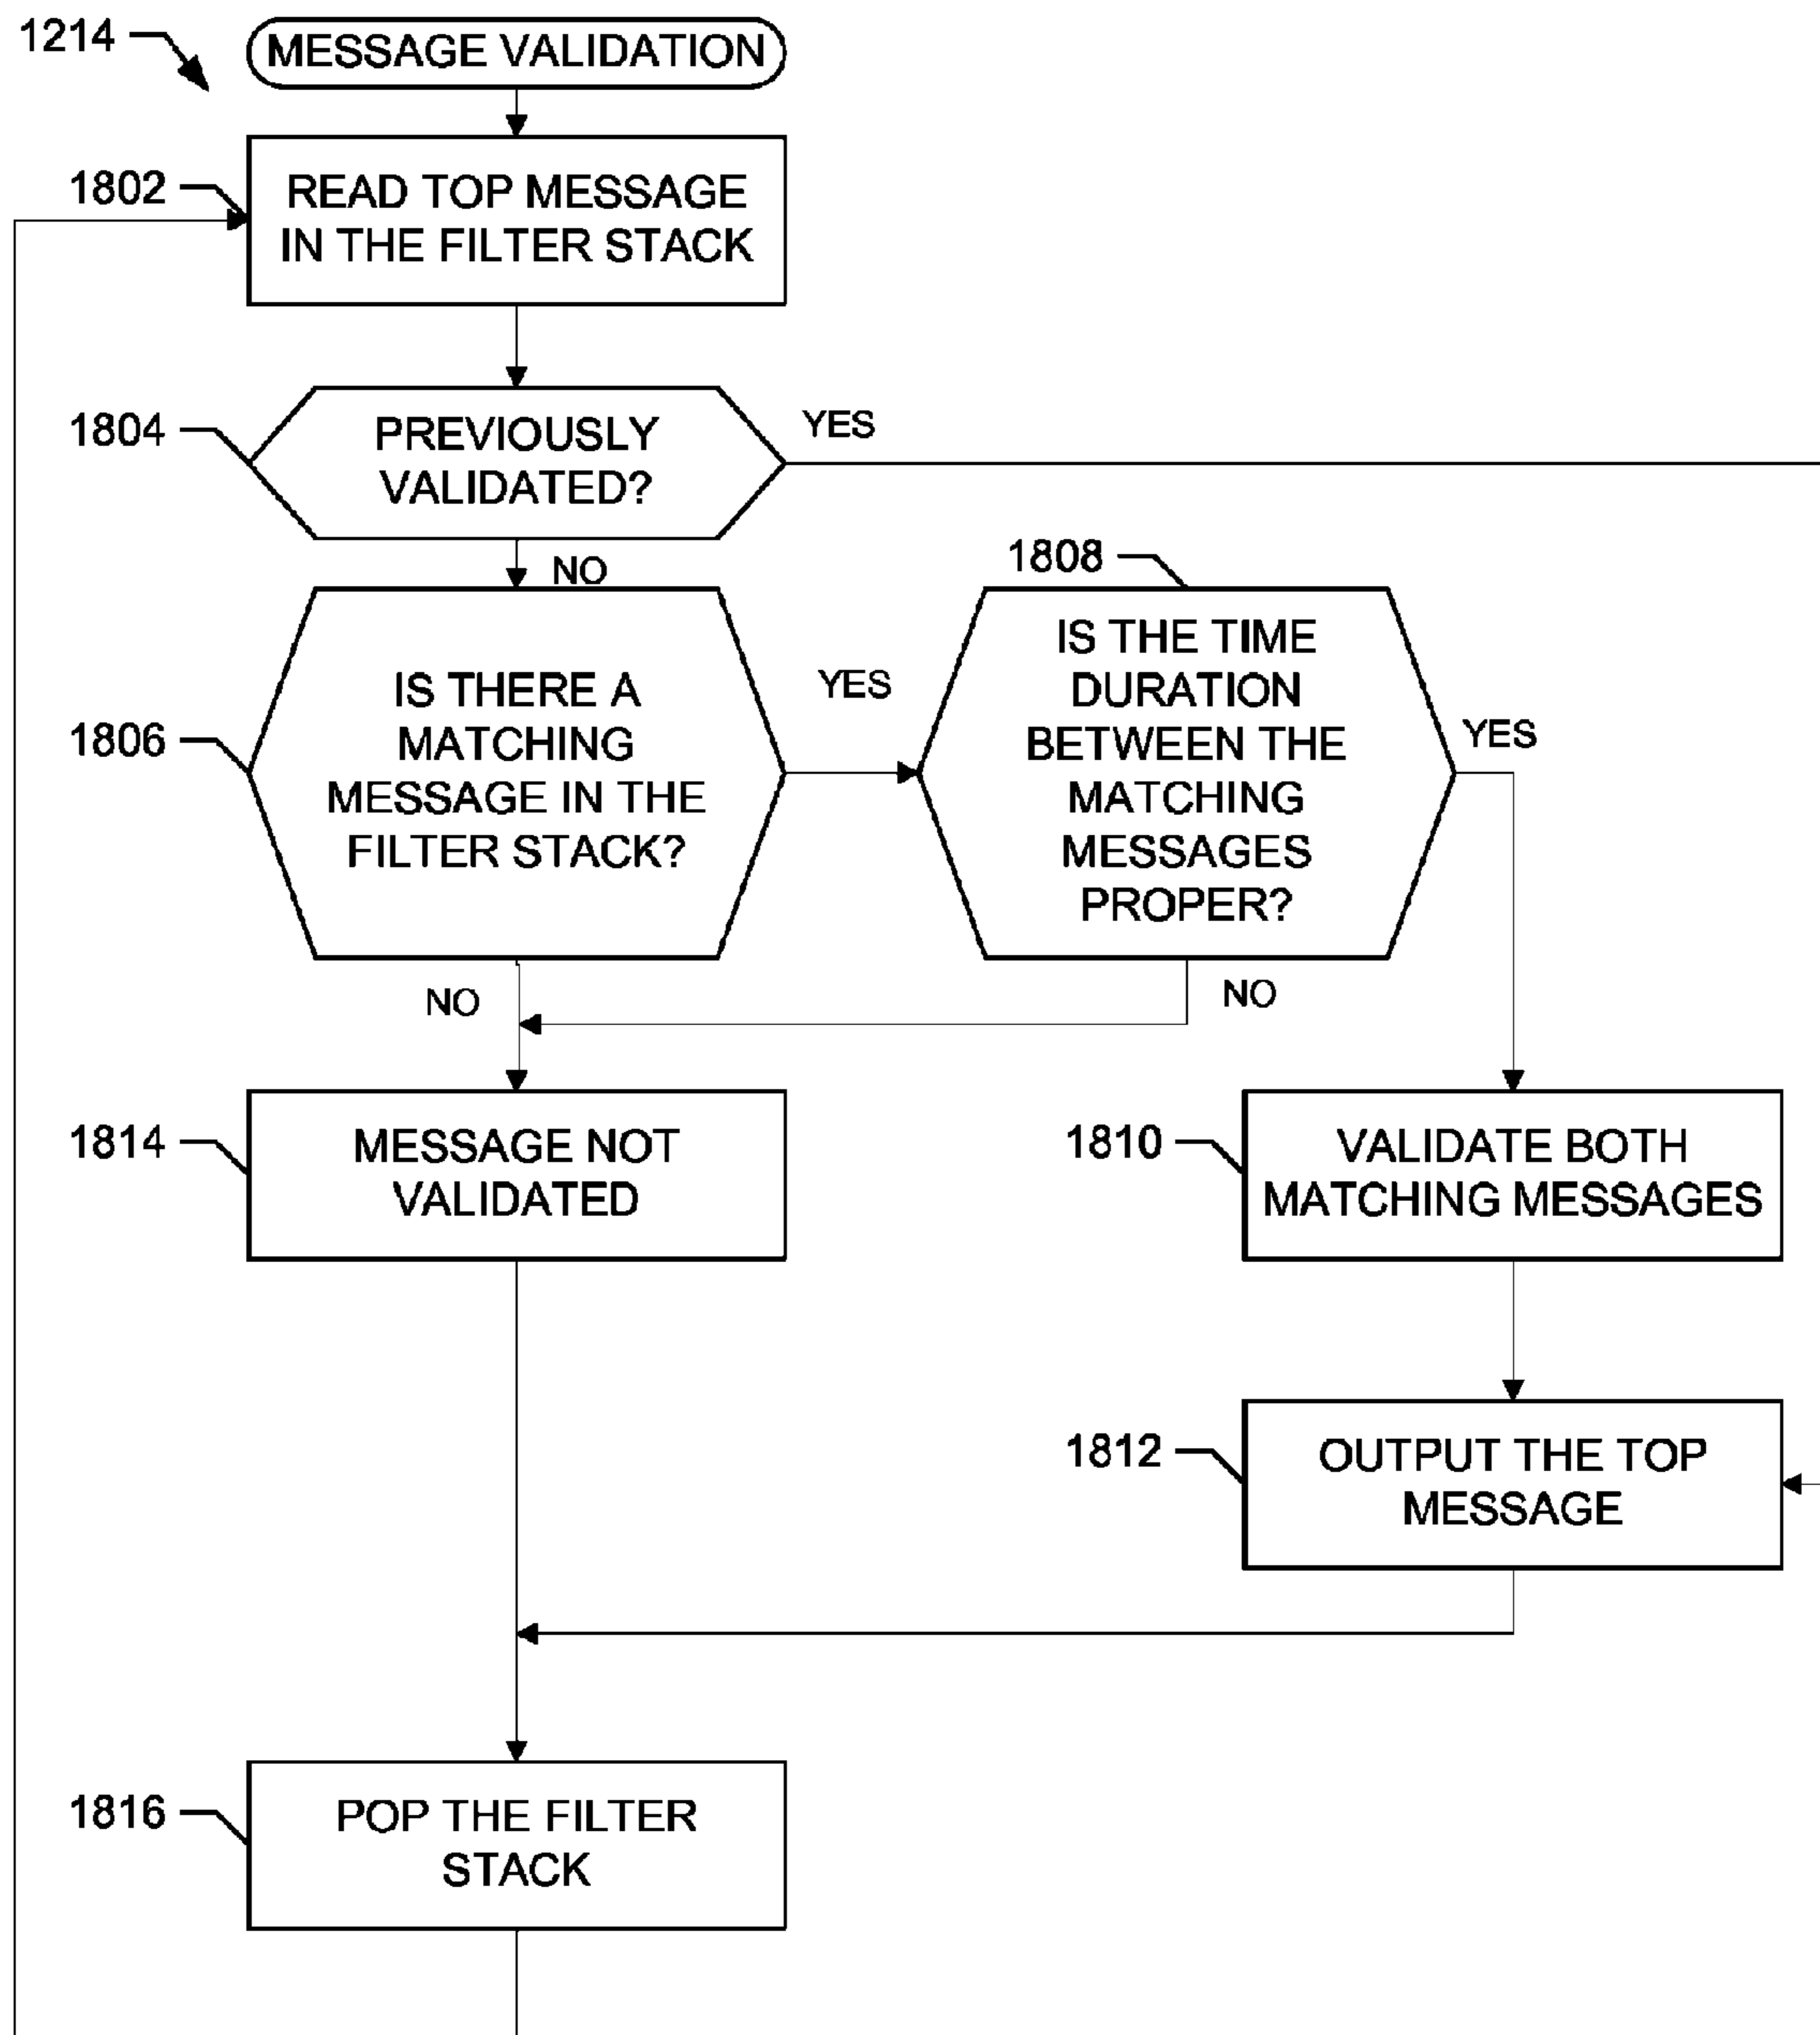 1214
MESSAGE VALIDATION
1802
READ TOP MESSAGE
IN THE FILTER STACK
1804
PREVIOUSLY
VALIDATED?
YES
NO
1806
IS THERE A
MATCHING
MESSAGE IN THE
FILTER STACK?
YES
NO
1808
IS THE TIME
DURATION
BETWEEN THE
MATCHING
MESSAGES
PROPER?
YES
NO
1814
MESSAGE NOT
VALIDATED
1810
VALIDATE BOTH
MATCHING MESSAGES
1812
OUTPUT THE TOP
MESSAGE
1816
POP THE FILTER
STACK